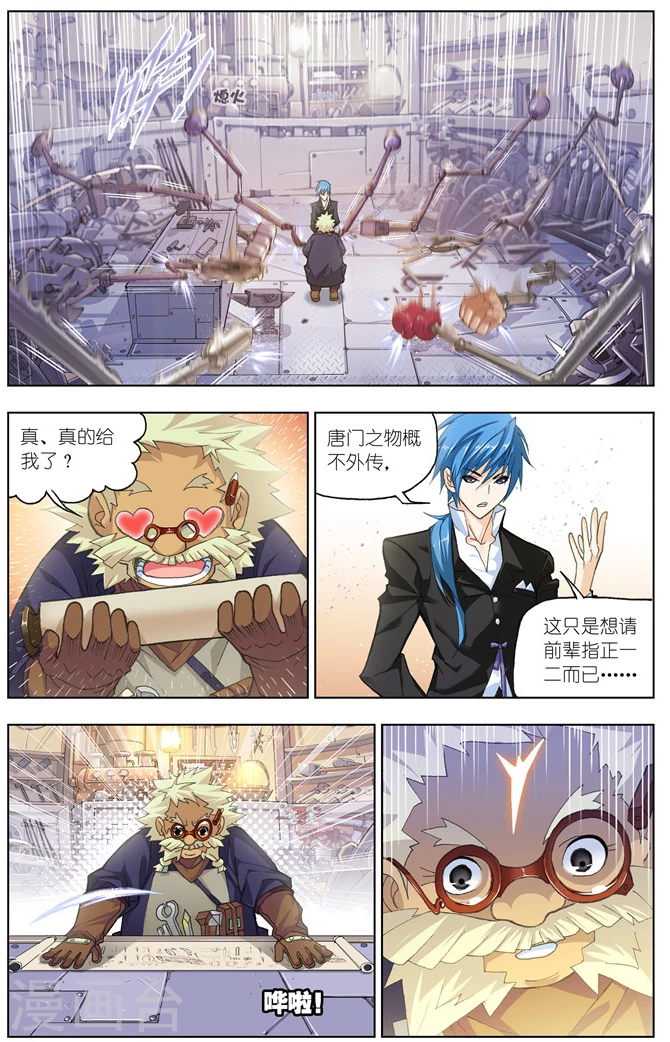 哗!
熄火
真、真的给
我了？
唐门之物概
不外传，
这只是想请
前辈指正一
二而已……
哗啦!
漫画台